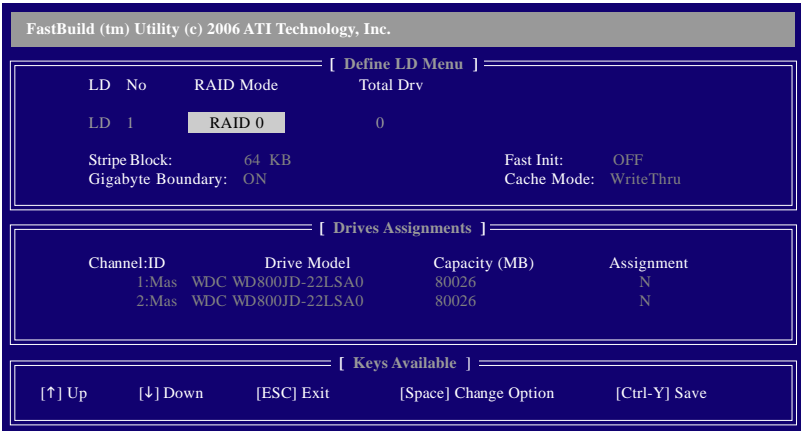 FastBuild (tm) Utility (c) 2006 ATI Technology, Inc.
[ Define LD Menu ]
LD No RAID Mode Total Drv
LD 1 RAID 0 0
Stripe Block: 64 KB Fast Init: OFF
Gigabyte Boundary: ON Cache Mode: WriteThru
[ Drives Assignments ]
Channel:ID Drive Model Capacity (MB) Assignment
1:Mas WDC WD800JD-22LSA0 80026 N
2:Mas WDC WD800JD-22LSA0 80026 N
[ Keys Available ]
[↑] Up [↓] Down [ESC] Exit [Space] Change Option [Ctrl-Y] Save